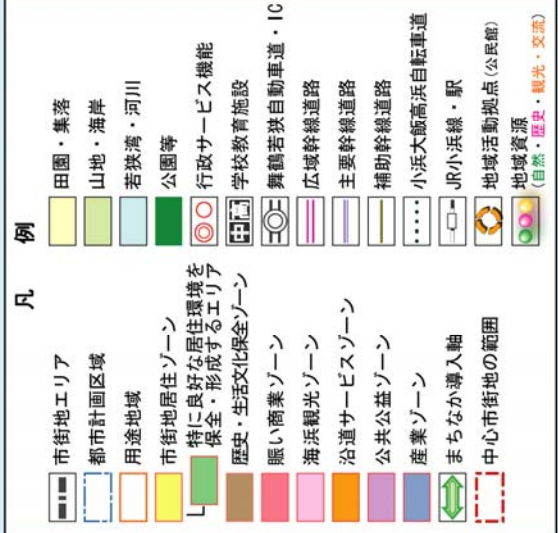 凡 例
市街地エリア
都市計画区域
用途地域
市街地居住ゾーン
特に良好な居住環境を
保全・形成するエリア
歴史・生活文化保全ゾーン
賑い商業ゾーン
海浜観光ゾーン
沿道サービスゾーン
公共公益ゾーン
産業ゾーン
まちなか導入軸
中心市街地の範囲
田園・集落
山地・海岸
若狭湾・河川
公園等
行政サービス機能
中 高 学校教育施設
舞鶴若狭自動車道・IC
広域幹線道路
主要幹線道路
補助幹線道路
小浜大飯高浜自転車道
JR小浜線・駅
地域活動拠点(公民館)
地域資源
(自然・歴史・観光・交流)